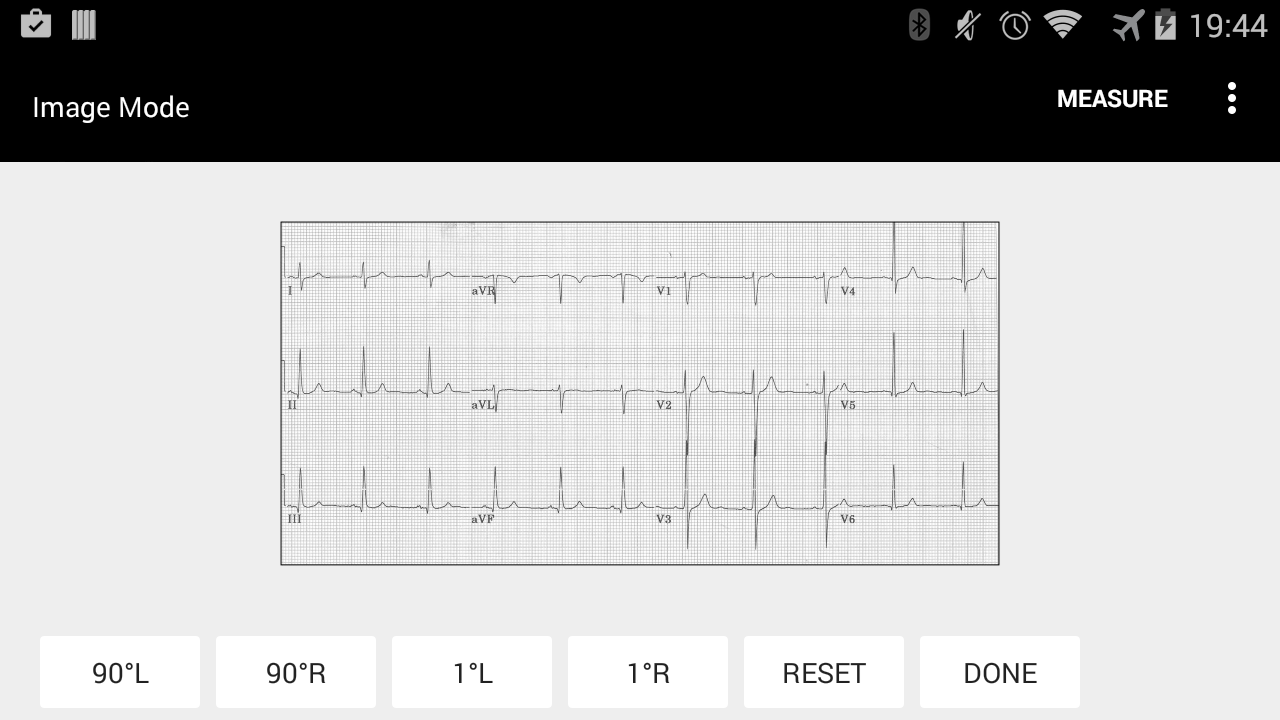 19:44
Image Mode
MEASURE
I aVR V1 V4
II aVL V2 V5
III aVF V3 V6
90°L 90°R 1°L 1°R RESET DONE